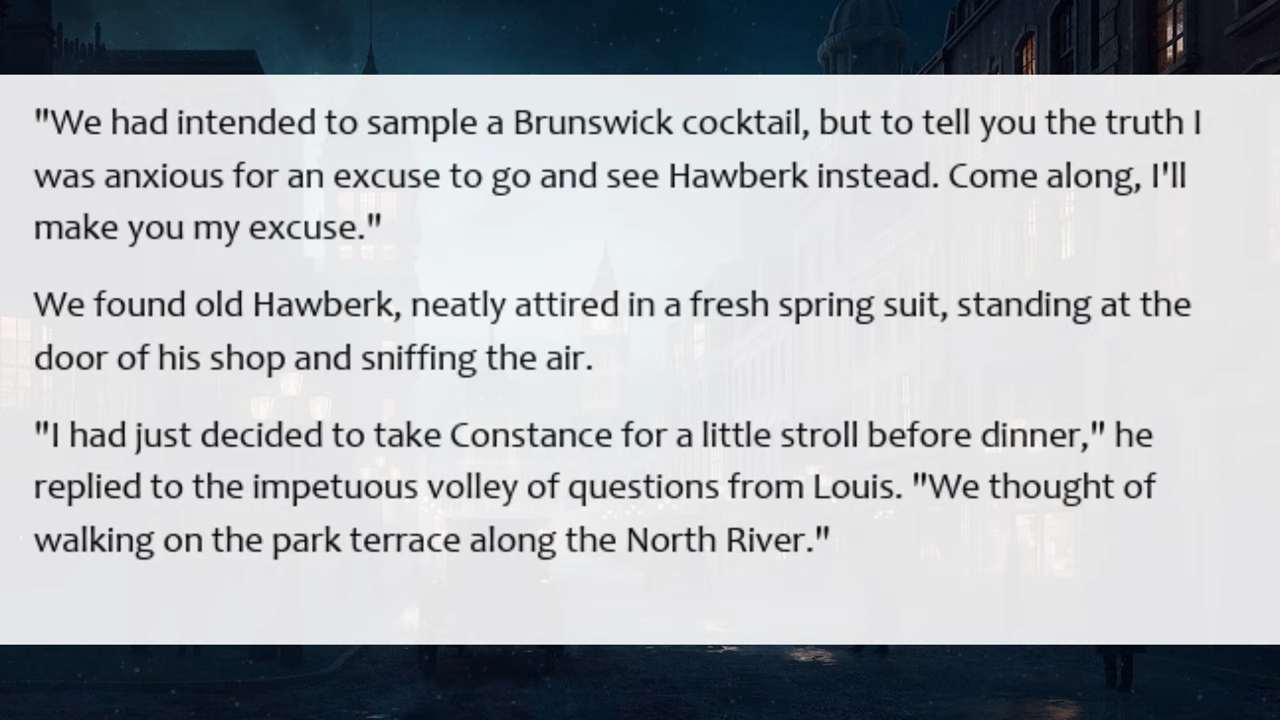 "We had intended to sample a Brunswick cocktail, but to tell you the truth I
was anxious for an excuse to go and see Hawberk instead. Come along, I'll
make you my excuse."
We found old Hawberk, neatly attired in a fresh spring suit, standing at the
door of his shop and sniffing the air.
"I had just decided to take Constance for a little stroll before dinner," he
replied to the impetuous volley of questions from Louis. "We thought of
walking on the park terrace along the North River."